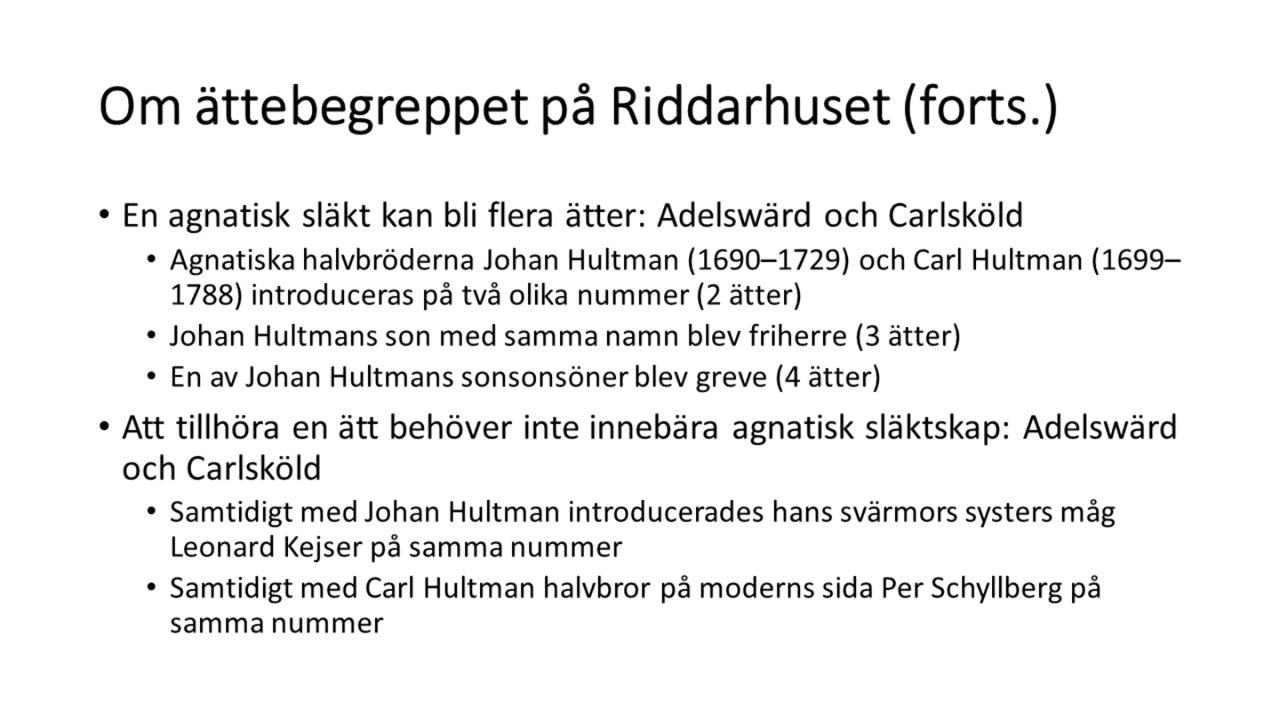 Om ättebegreppet på Riddarhuset (forts.)
• En agnatisk släkt kan bli flera ätter: Adelswärd och Carlsköld
• Agnatiska halvbröderna Johan Hultman (1690–1729) och Carl Hultman (1699–
1788) introduceras på två olika nummer (2 ätter)
• Johan Hultmans son med samma namn blev friherre (3 ätter)
• En av Johan Hultmans sonsonsöner blev greve (4 ätter)
• Att tillhöra en ätt behöver inte innebära agnatisk släktskap: Adelswärd
och Carlsköld
• Samtidigt med Johan Hultman introducerades hans svärmors systers måg
Leonard Kejser på samma nummer
• Samtidigt med Carl Hultman halvbror på moderns sida Per Schyllberg på
samma nummer